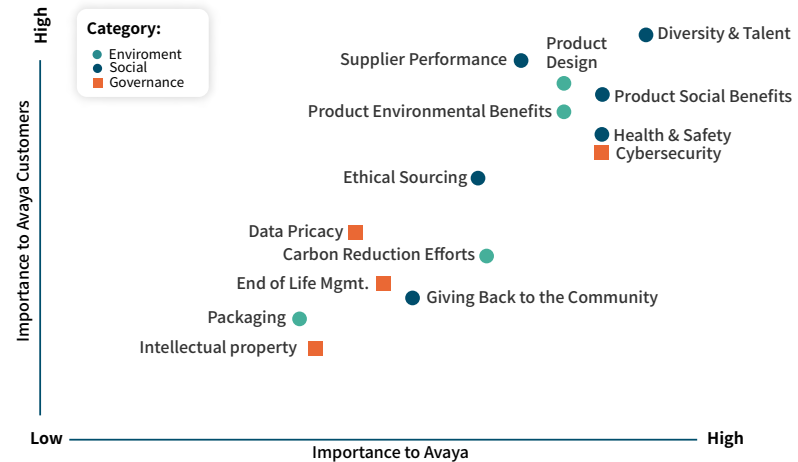 High
Category:
Enviroment
Social
Governance
Diversity & Talent
Product
Design
Supplier Performance
Product Social Benefits
Product Environmental Benefits
Health & Safety
Cybersecurity
Ethical Sourcing
Importance to Avaya Customers
Data Pricacy
Carbon Reduction Efforts
End of Life Mgmt.
Giving Back to the Community
Packaging
Intellectual property
Low
High
Importance to Avaya